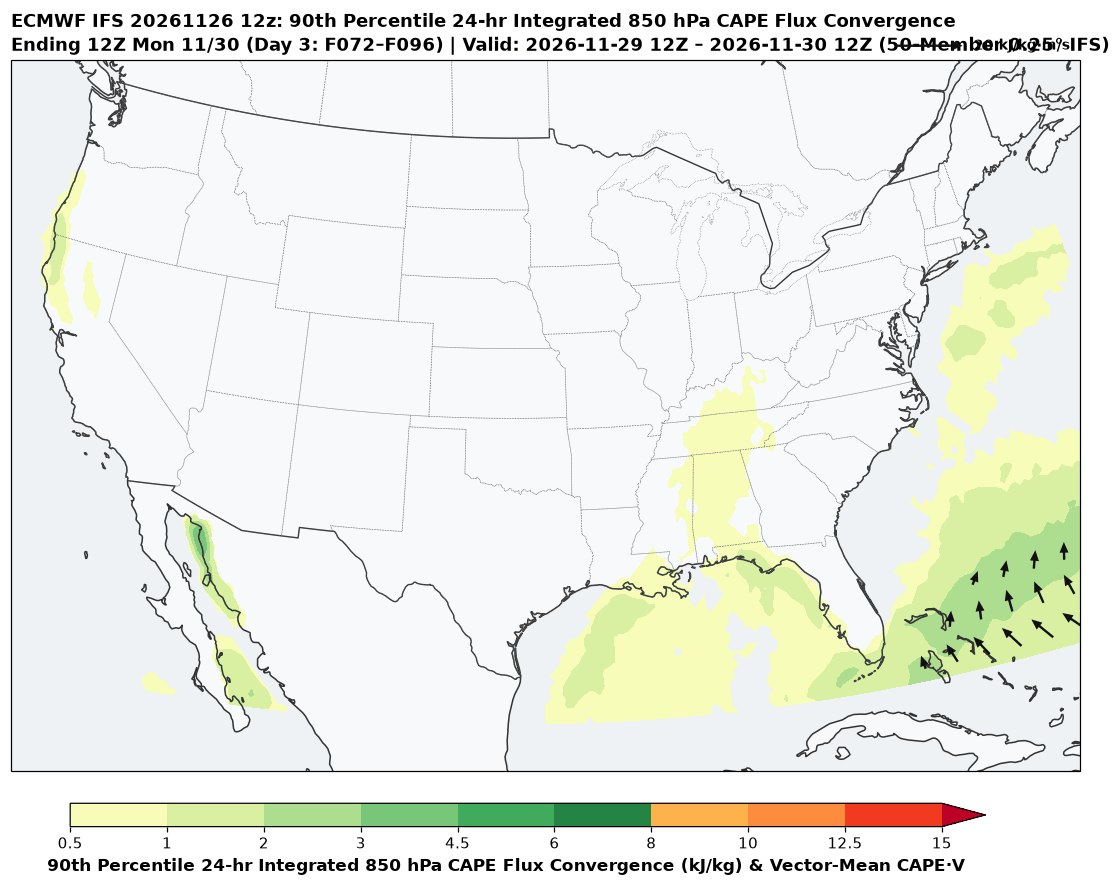 ECMWF IFS 20261126 12z: 90th Percentile 24-hr Integrated 850 hPa CAPE Flux Convergence
Ending 12Z Mon 11/30 (Day 3: F072–F096) | Valid: 2026-11-29 12Z – 2026-11-30 12Z (50-Member 0.25° IFS)
0.5 1 2 3 4.5 6 8 10 12.5 15
90th Percentile 24-hr Integrated 850 hPa CAPE Flux Convergence (kJ/kg) & Vector-Mean CAPE·V